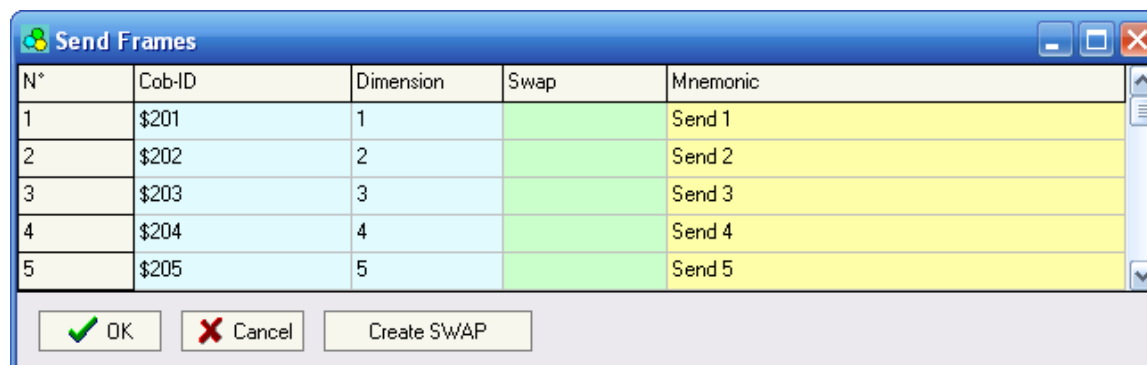 Send Frames
N° Cob-ID Dimension Swap Mnemonic
1 $201 1 Send 1
2 $202 2 Send 2
3 $203 3 Send 3
4 $204 4 Send 4
5 $205 5 Send 5
OK Cancel Create SWAP